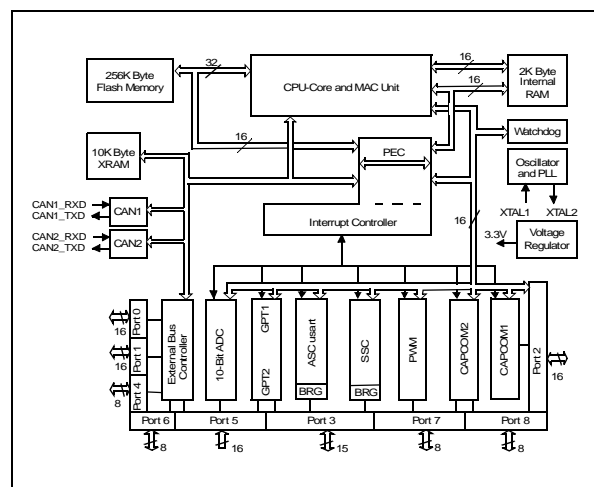 256K Byte
Flash Memory
32
CPU-Core and MAC Unit
16
16
2K Byte
Internal
RAM
Watchdog
10K Byte
XRAM
16
PEC
Oscillator
and PLL
XTAL1
XTAL2
CAN1_RXD
CAN1_TXD
CAN1
CAN2_RXD
CAN2_TXD
CAN2
Interrupt Controller
16
3.3V
Voltage
Regulator
Port 0
16
Port 1
16
Port 4
8
External Bus
Controller
10-Bit ADC
GPT1
GPT2
ASC usart
BRG
SSC
BRG
PWM
CAPCOM2
CAPCOM1
Port 2
16
Port 6
Port 5
Port 3
Port 7
Port 8
8
16
15
8
8